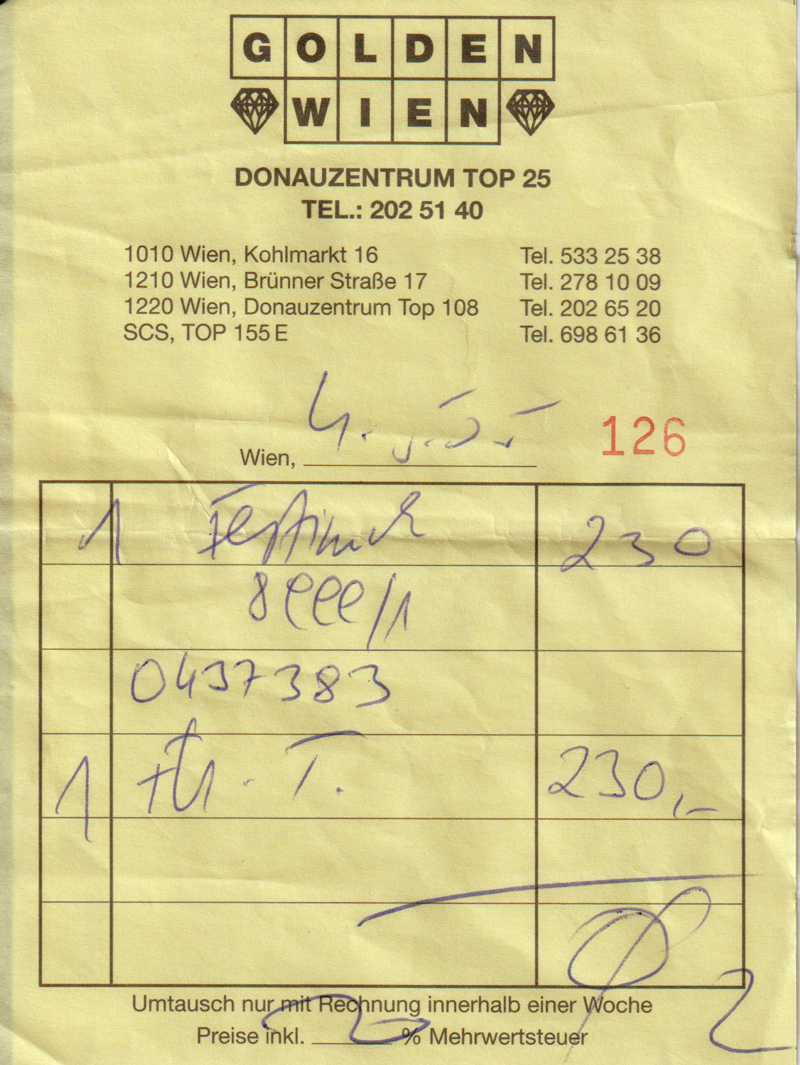 GOLDEN
WIEN
DONAUZENTRUM TOP 25
TEL.: 202 51 40
1010 Wien, Kohlmarkt 16 Tel. 533 25 38
1210 Wien, Brünner Straße 17 Tel. 278 10 09
1220 Wien, Donauzentrum Top 108 Tel. 202 65 20
SCS, TOP 155 E Tel. 698 61 36
Wien, 126
1 Festina 230
0437383
1 T. 230,-
Umtausch nur mit Rechnung innerhalb einer Woche
Preise inkl. % Mehrwertsteuer